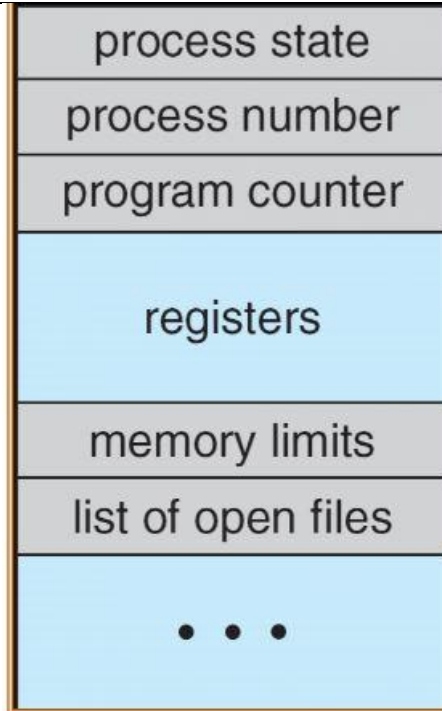 process state
process number
program counter
registers
memory limits
list of open files
• • •